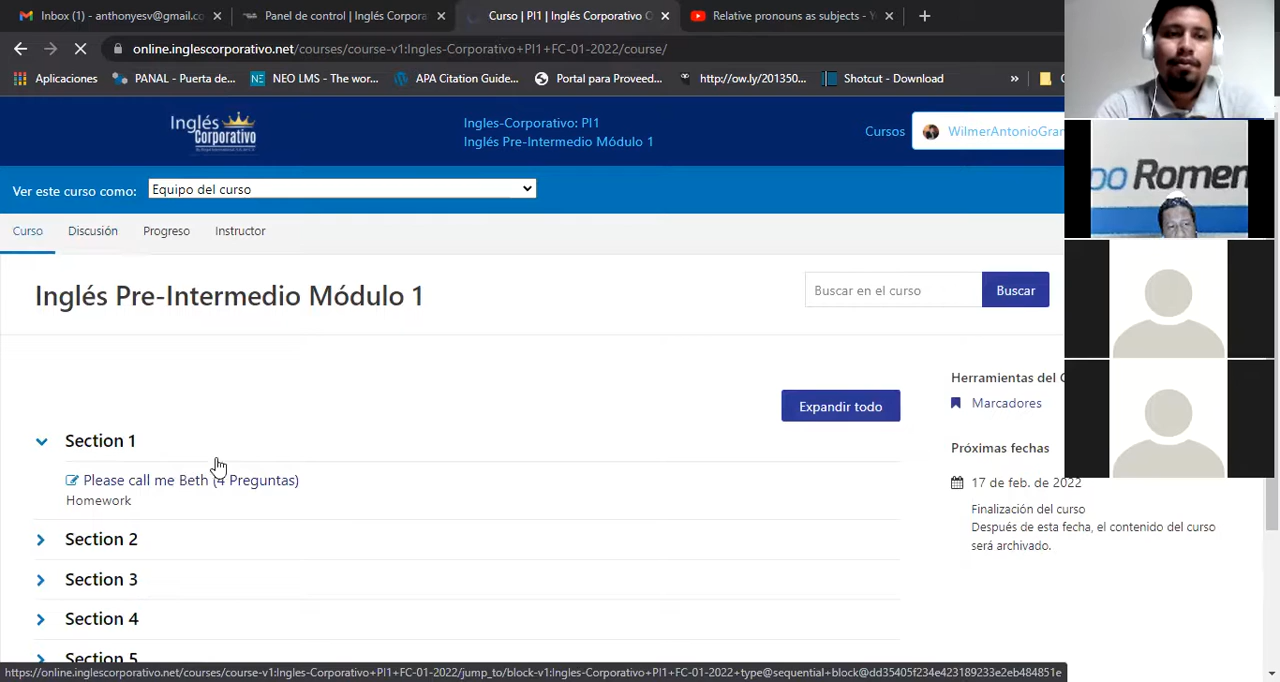 Inbox (1) - anthonyesv@gmail.co
Panel de control | Inglés Corpora
Curso | PI1 | Inglés Corporativo C
Relative pronouns as subjects - Y
online.inglescorporativo.net/courses/course-v1:Ingles-Corporativo+PI1+FC-01-2022/course/
Aplicaciones
PANAL - Puerta de...
NEO LMS - The wor...
APA Citation Guide...
Portal para Proveed...
http://ow.ly/201350...
Shotcut - Download
»
Inglés
Corporativo
Ingles-Corporativo: PI1
Inglés Pre-Intermedio Módulo 1
Cursos
WilmerAntonioGran
Ver este curso como:
Equipo del curso
Curso
Discusión
Progreso
Instructor
po Romen
Inglés Pre-Intermedio Módulo 1
Buscar en el curso
Buscar
Expandir todo
Herramientas del
Marcadores
Próximas fechas
17 de feb. de 2022
Finalización del curso
Después de esta fecha, el contenido del curso
será archivado.
Section 1
Please call me Beth (4 Preguntas)
Homework
Section 2
Section 3
Section 4
Section 5
https://online.inglescorporativo.net/courses/course-v1:Ingles-Corporativo+PI1+FC-01-2022/jump_to/block-v1:Ingles-Corporativo+PI1+FC-01-2022+type@sequential+block@dd35405f234e423189233e2eb484851e